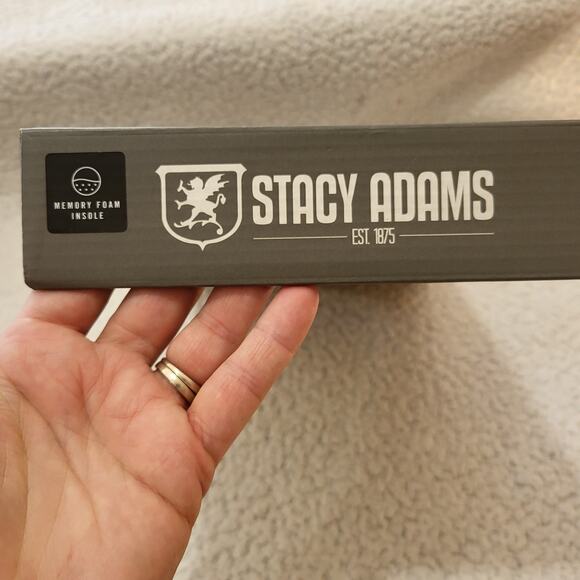 MEMORY FOAM
INSOLE
STACY ADAMS
EST. 1875